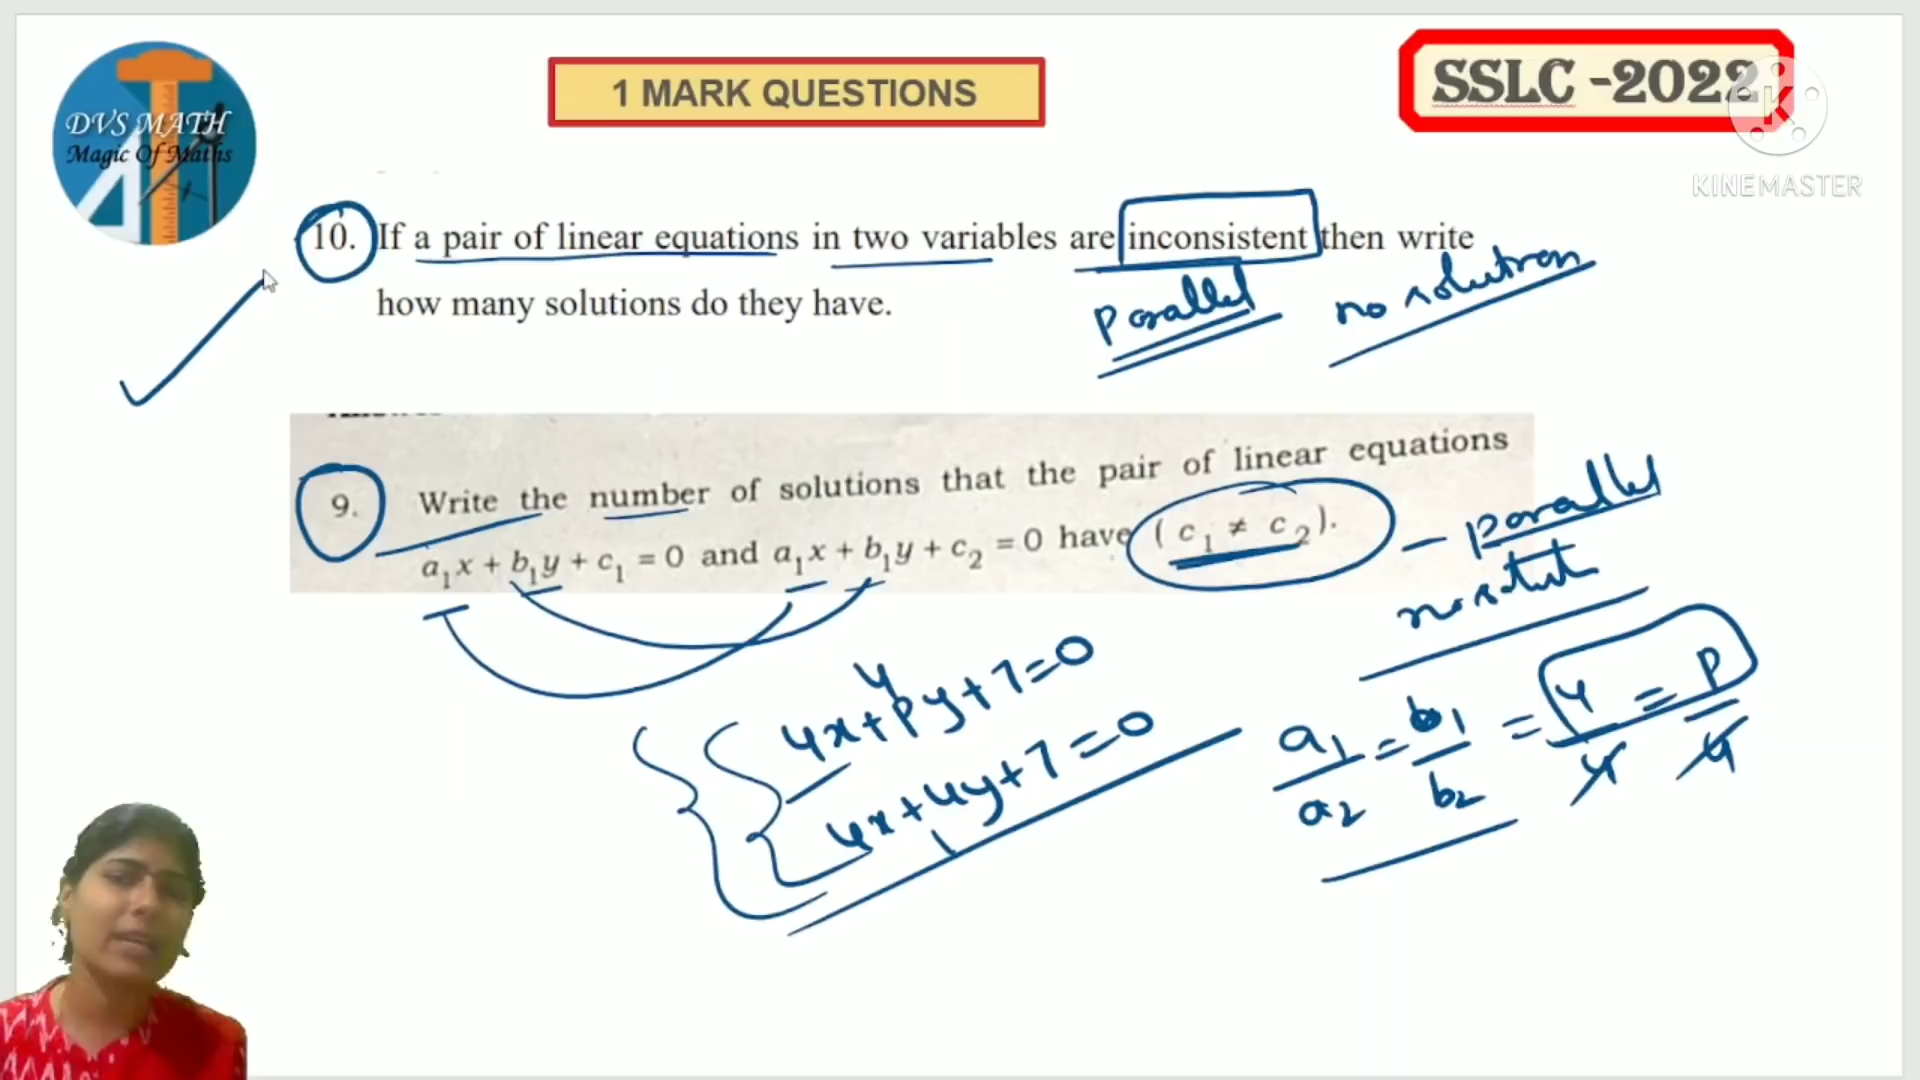 DVS MATH
Magic Of Maths
1 MARK QUESTIONS
SSLC -2022
KINEMASTER
10. If a pair of linear equations in two variables are inconsistent then write
how many solutions do they have.
parallel no solution
9. Write the number of solutions that the pair of linear equations
a₁x + b₁y + c₁ = 0 and a₁x + b₁y + c₂ = 0 have ( c₁ ≠ c₂ ).
- parallel
4
4x+py+7=0
4x+4y+7=0
a₁/a₂ = b₁/b₂ = 4/4 = p/4